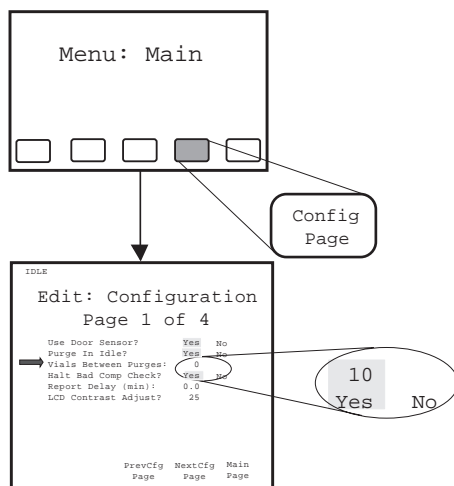 Menu: Main
Config
Page
IDLE
Edit: Configuration
Page 1 of 4
Use Door Sensor? Yes No
Purge In Idle? Yes No
Vials Between Purges: 0
Halt Bad Comp Check? Yes No
Report Delay (min): 0.0
LCD Contrast Adjust? 25
10
Yes No
PrevCfg NextCfg Main
Page Page Page